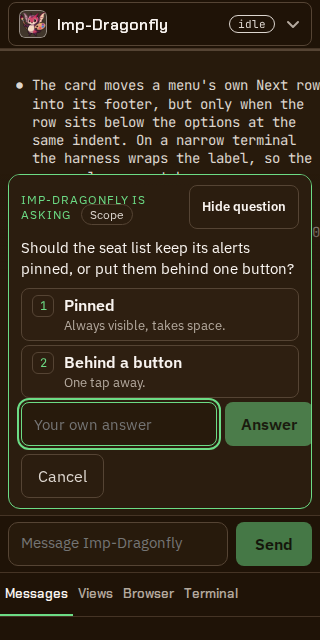 Imp-Dragonfly
idle
● The card moves a menu's own Next row
into its footer, but only when the
row sits below the options at the
same indent. On a narrow terminal
the harness wraps the label, so the
IMP-DRAGONFLY IS
ASKING Scope
Hide question
Should the seat list keep its alerts
pinned, or put them behind one button?
1 Pinned
Always visible, takes space.
2 Behind a button
One tap away.
Your own answer
Answer
Cancel
Message Imp-Dragonfly
Send
Messages Views Browser Terminal